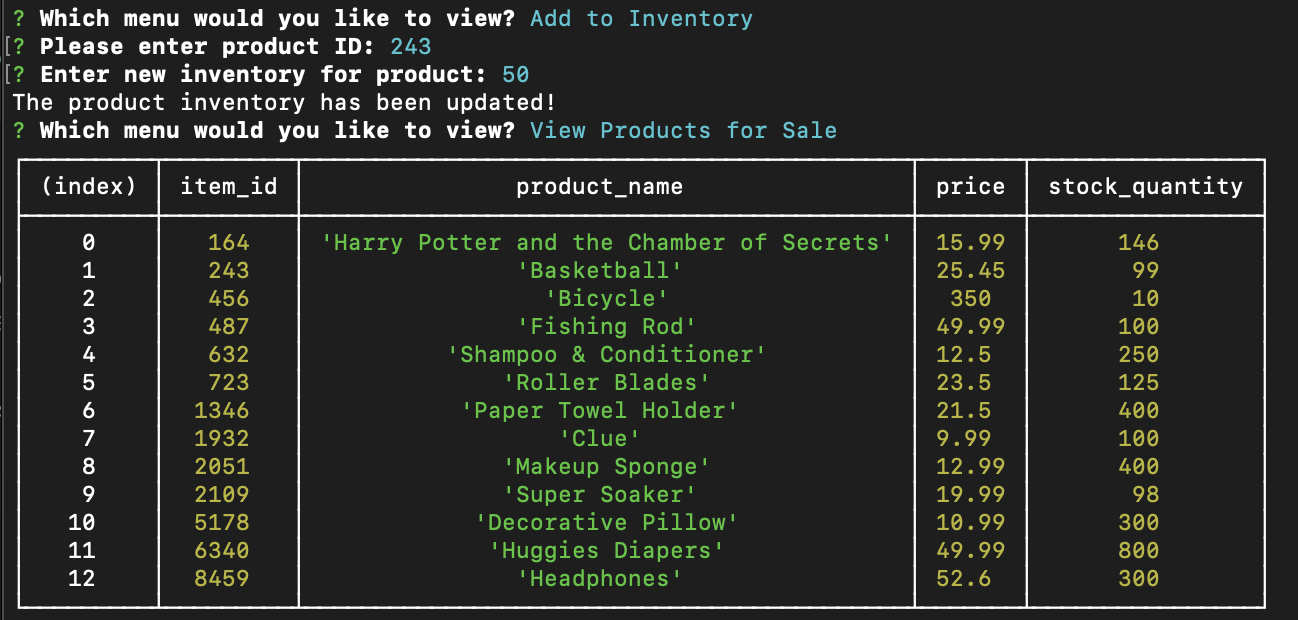 ? Which menu would you like to view? Add to Inventory
[? Please enter product ID: 243
[? Enter new inventory for product: 50
The product inventory has been updated!
? Which menu would you like to view? View Products for Sale
(index) item_id product_name price stock_quantity
0 164 'Harry Potter and the Chamber of Secrets' 15.99 146
1 243 'Basketball' 25.45 99
2 456 'Bicycle' 350 10
3 487 'Fishing Rod' 49.99 100
4 632 'Shampoo & Conditioner' 12.5 250
5 723 'Roller Blades' 23.5 125
6 1346 'Paper Towel Holder' 21.5 400
7 1932 'Clue' 9.99 100
8 2051 'Makeup Sponge' 12.99 400
9 2109 'Super Soaker' 19.99 98
10 5178 'Decorative Pillow' 10.99 300
11 6340 'Huggies Diapers' 49.99 800
12 8459 'Headphones' 52.6 300